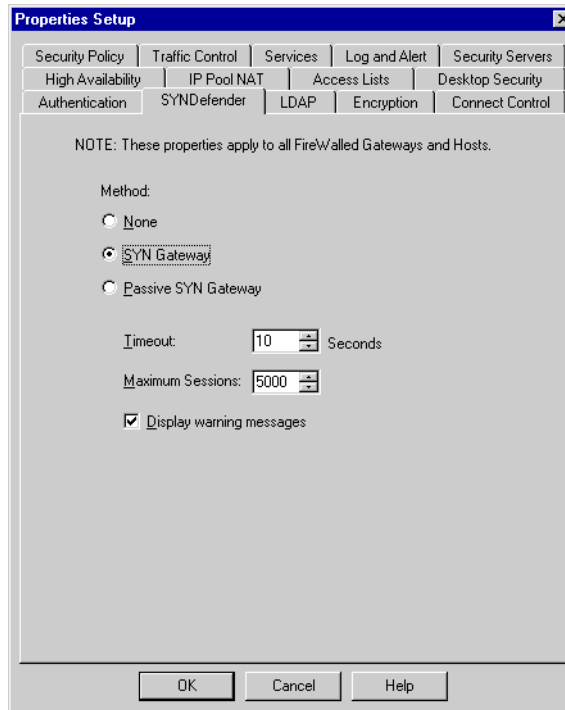 Properties Setup
Security Policy Traffic Control Services Log and Alert Security Servers
High Availability IP Pool NAT Access Lists Desktop Security
Authentication SYNDefender LDAP Encryption Connect Control
NOTE: These properties apply to all FireWalled Gateways and Hosts.
Method:
None
SYN Gateway
Passive SYN Gateway
Timeout: 10 Seconds
Maximum Sessions: 5000
Display warning messages
OK Cancel Help